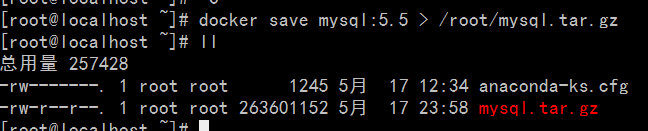 [root@localhost ~]# docker save mysql:5.5 > /root/mysql.tar.gz
[root@localhost ~]# ll
总用量 257428
-rw-------. 1 root root      1245 5月  17 12:34 anaconda-ks.cfg
-rw-r--r--. 1 root root 263601152 5月  17 23:58 mysql.tar.gz
[root@localhost ~]#